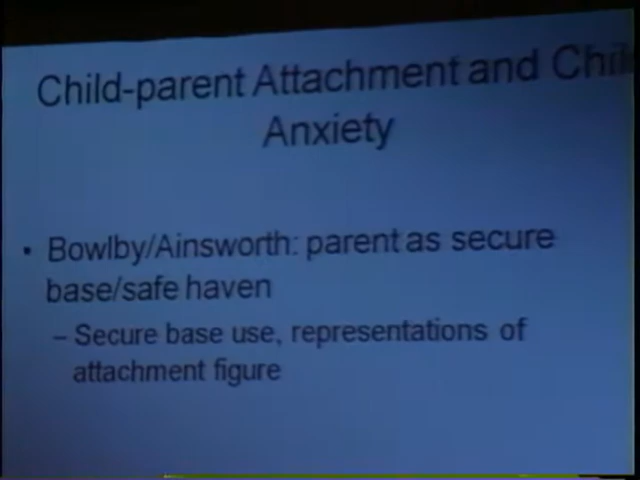 Child-parent Attachment and Chil
Anxiety
• Bowlby/Ainsworth: parent as secure
base/safe haven
– Secure base use, representations of
attachment figure